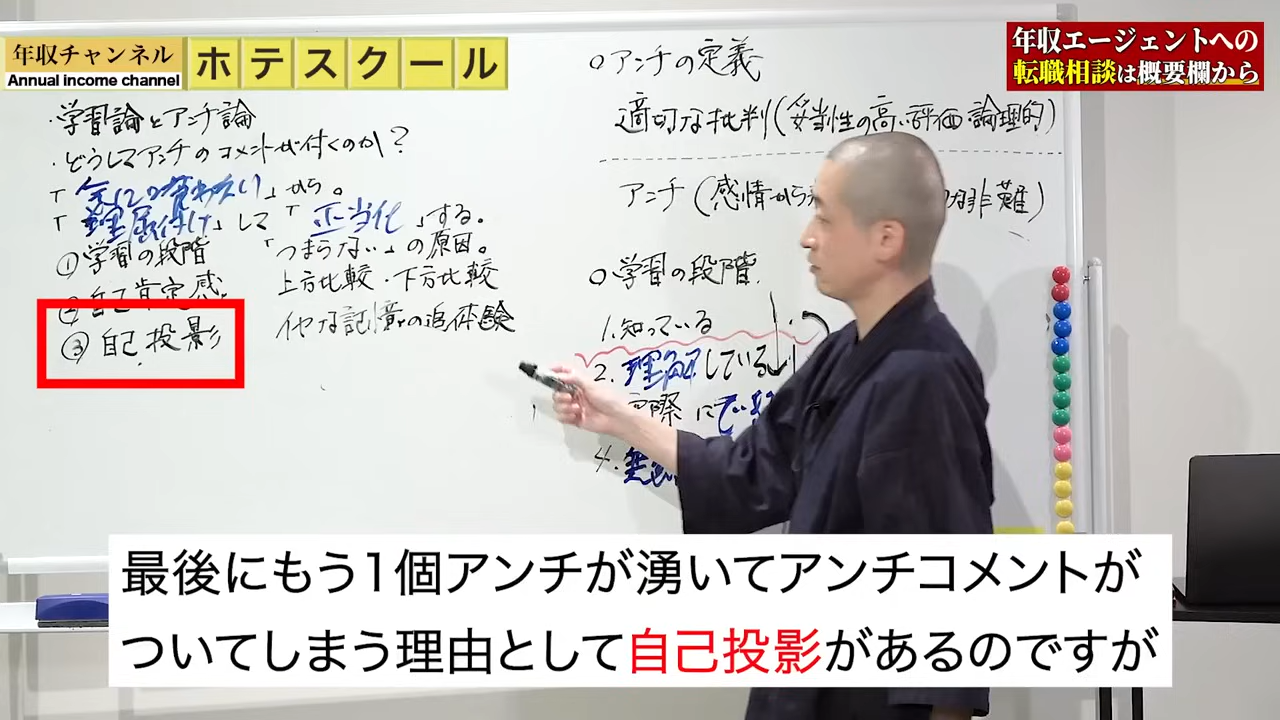 年収チャンネル
Annual income channel
ホテスクール
年収エージェントへの
転職相談は概要欄から
・学習論とアンチ論
・どうしてアンチのコメントが付くのか?
「気に食わない」から。
「理屈付け」して「正当化」する。
①学習の段階
②自己肯定感。
③自己投影
「つまらない」の原因。
上方比較・下方比較
イヤな記憶の追体験
○アンチの定義
適切な批判(妥当性の高い評価 論理的)
アンチ(感情から
非難)
○学習の段階
1.知っている
2.理解している
実際に
4.
最後にもう1個アンチが湧いてアンチコメントが
ついてしまう理由として自己投影があるのですが